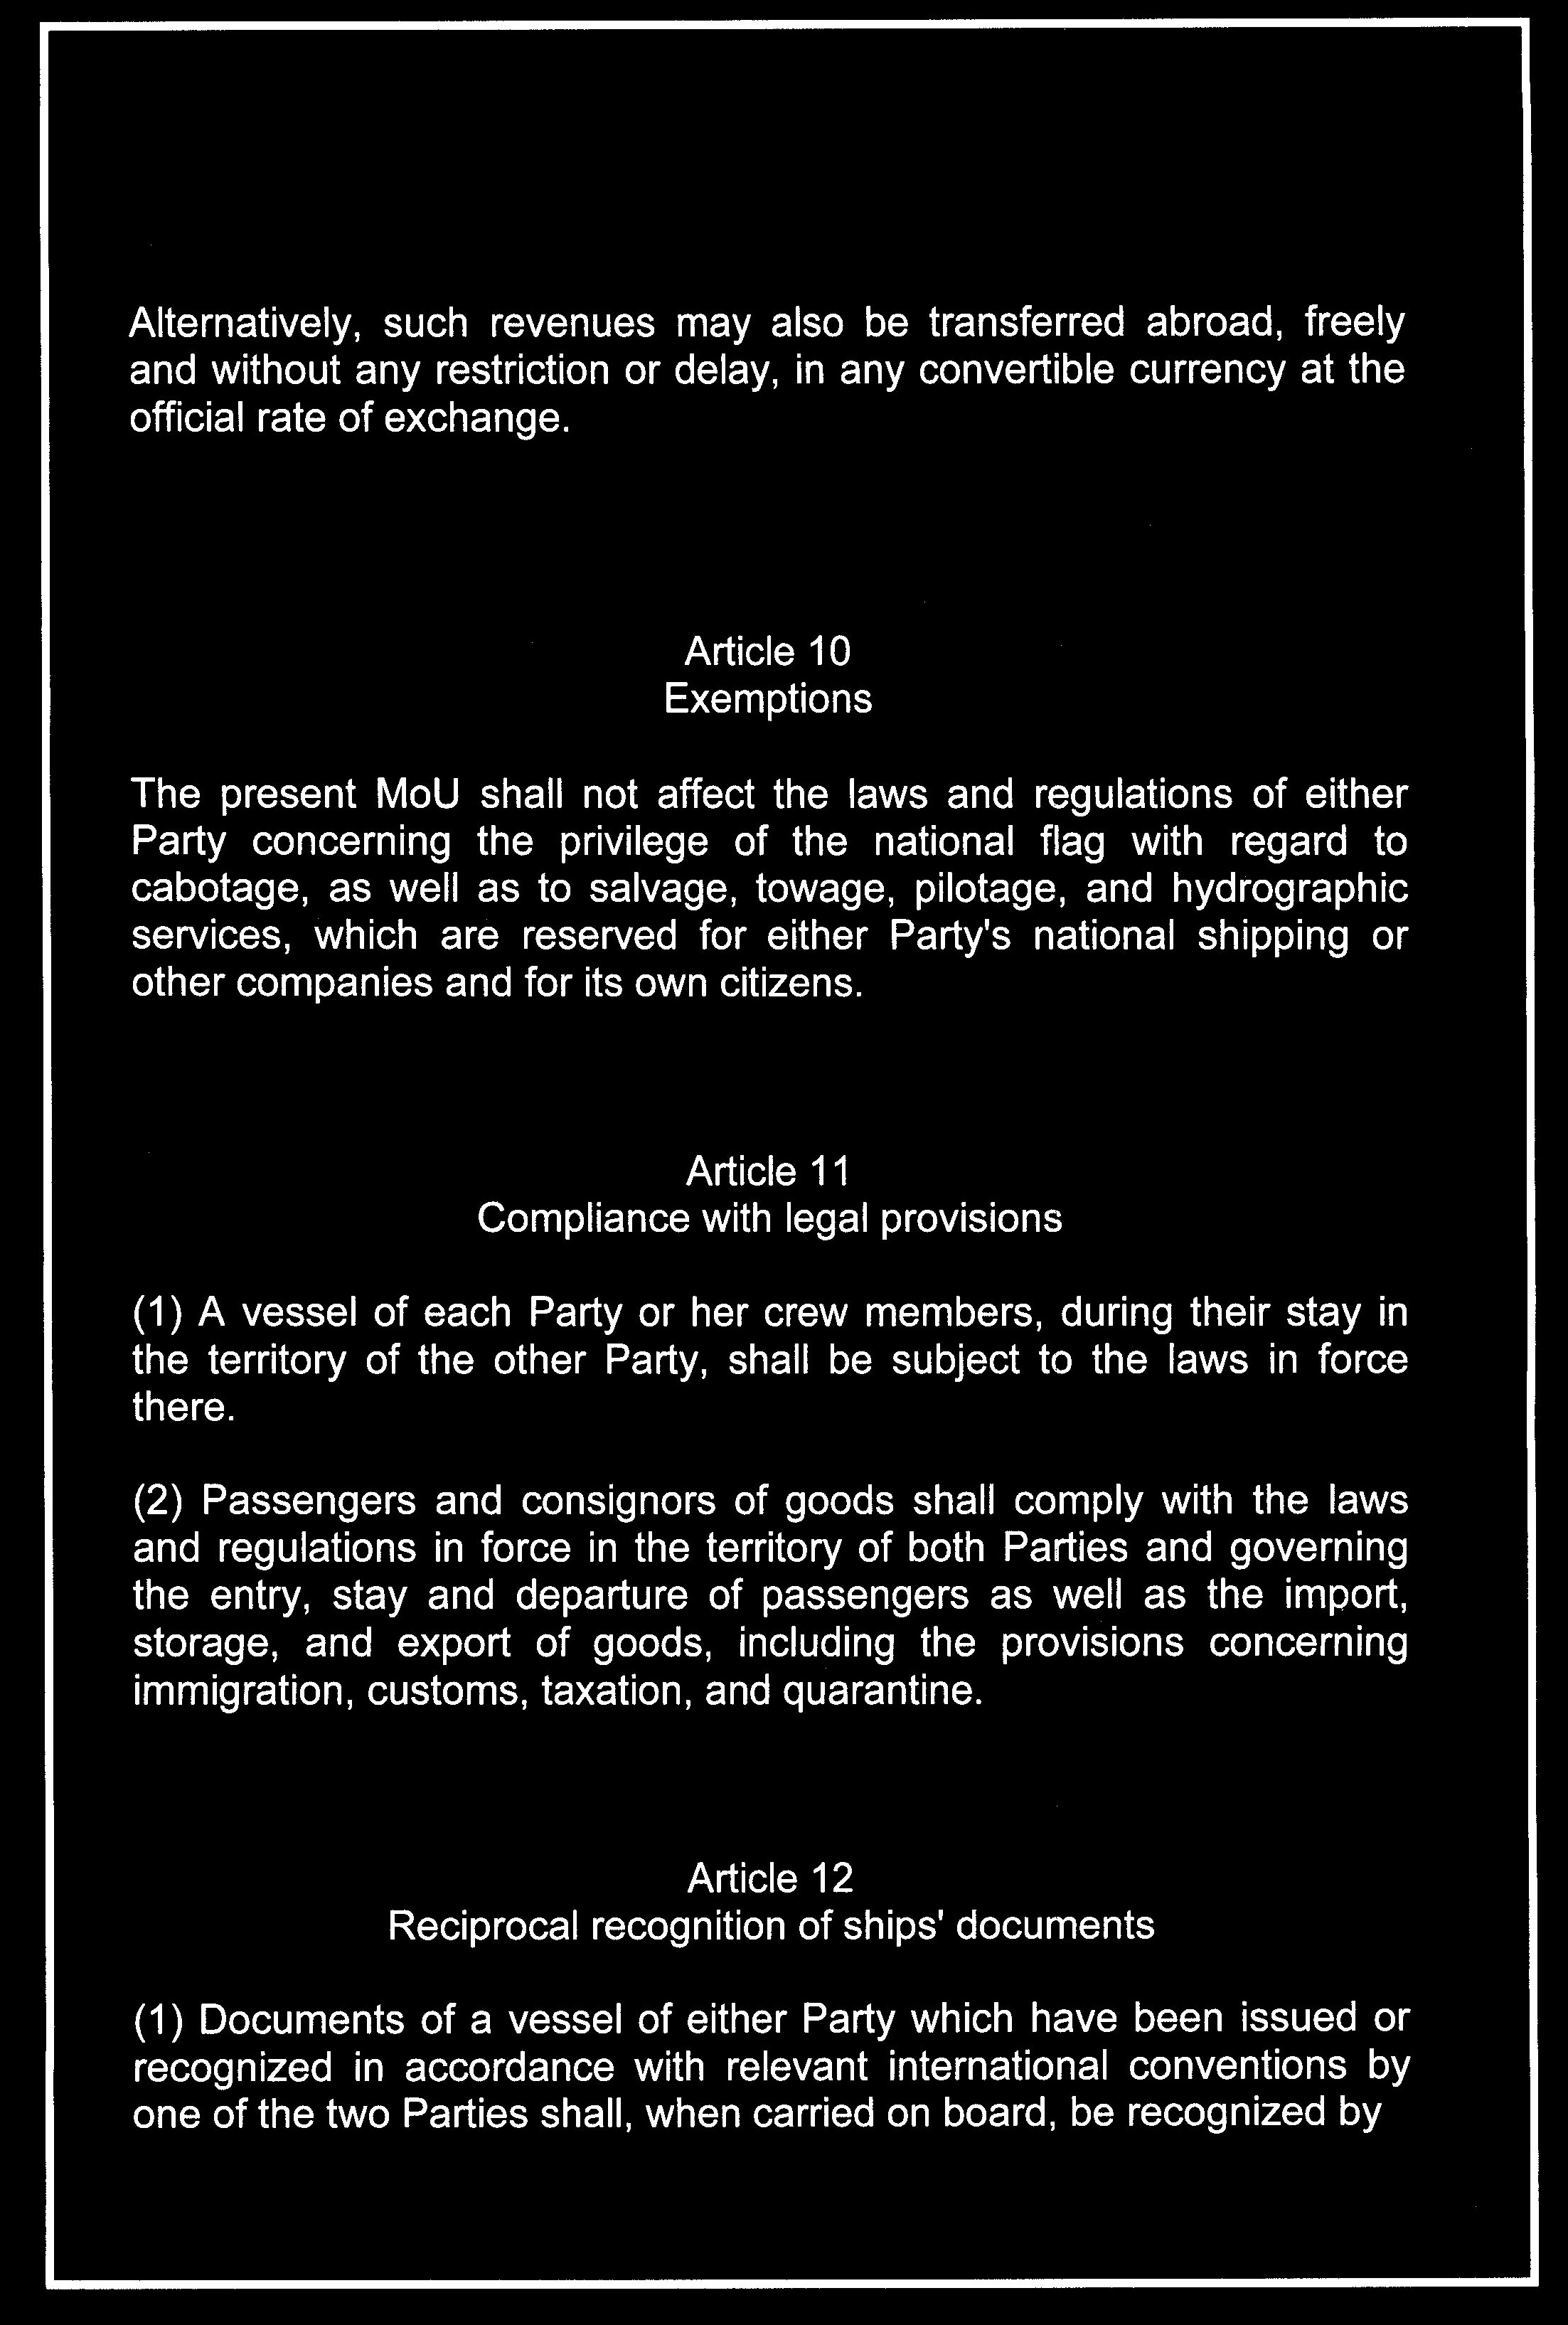 Alternatively, such revenues may also be transferred abroad, freely
and without any restriction or delay, in any convertible currency at the
official rate of exchange.
Article 10
Exemptions
The present MoU shall not affect the laws and regulations of either
Party concerning the privilege of the national flag with regard to
cabotage, as well as to salvage, towage, pilotage, and hydrographic
services, which are reserved for either Party's national shipping or
other companies and for its own citizens.
Article 11
Compliance with legal provisions
(1) A vessel of each Party or her crew members, during their stay in
the territory of the other Party, shall be subject to the laws in force
there.
(2) Passengers and consignors of goods shall comply with the laws
and regulations in force in the territory of both Parties and governing
the entry, stay and departure of passengers as well as the import,
storage, and export of goods, including the provisions concerning
immigration, customs, taxation, and quarantine.
Article 12
Reciprocal recognition of ships' documents
(1) Documents of a vessel of either Party which have been issued or
recognized in accordance with relevant international conventions by
one of the two Parties shall, when carried on board, be recognized by